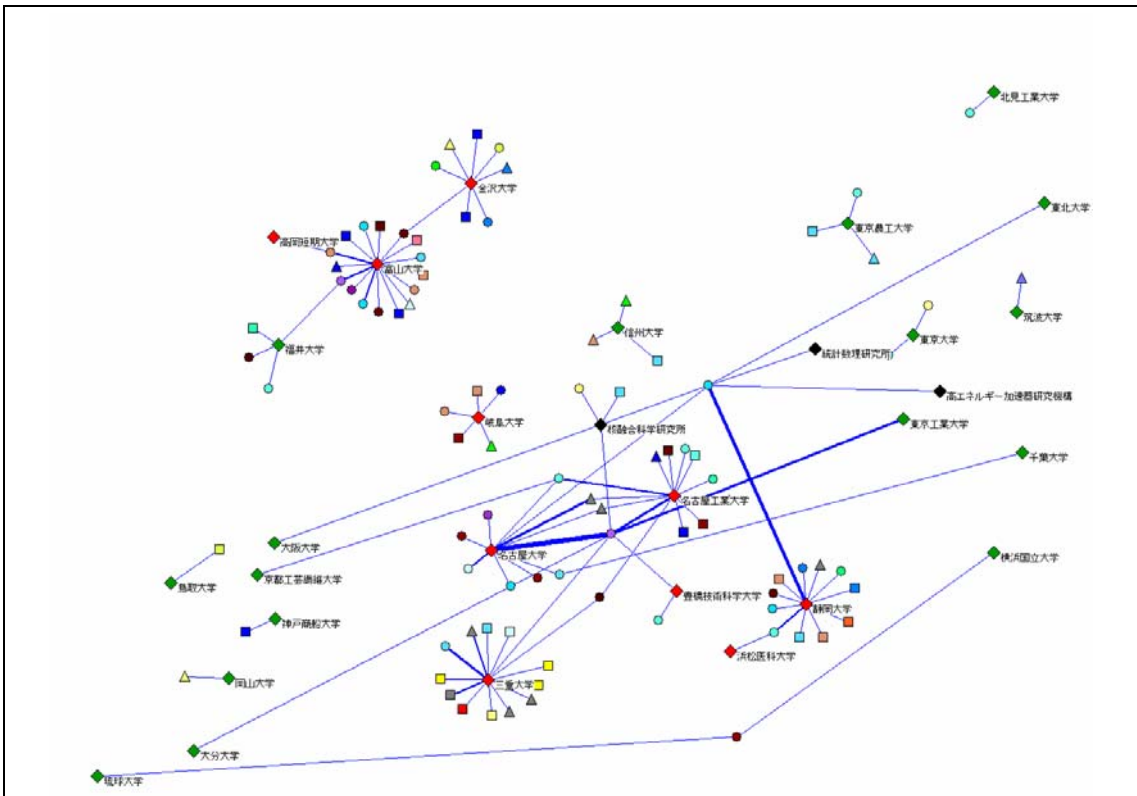 北見工業大学
金沢大学
東北大学
東京農工大学
高岡短期大学
富山大学
筑波大学
信州大学
東京大学
福井大学
統計数理研究所
高エネルギー加速器研究機構
岐阜大学
核融合科学研究所
東京工業大学
千葉大学
名古屋工業大学
大阪大学
名古屋大学
横浜国立大学
京都工芸繊維大学
鳥取大学
豊橋技術科学大学
静岡大学
神戸商船大学
浜松医科大学
岡山大学
三重大学
大分大学
琉球大学